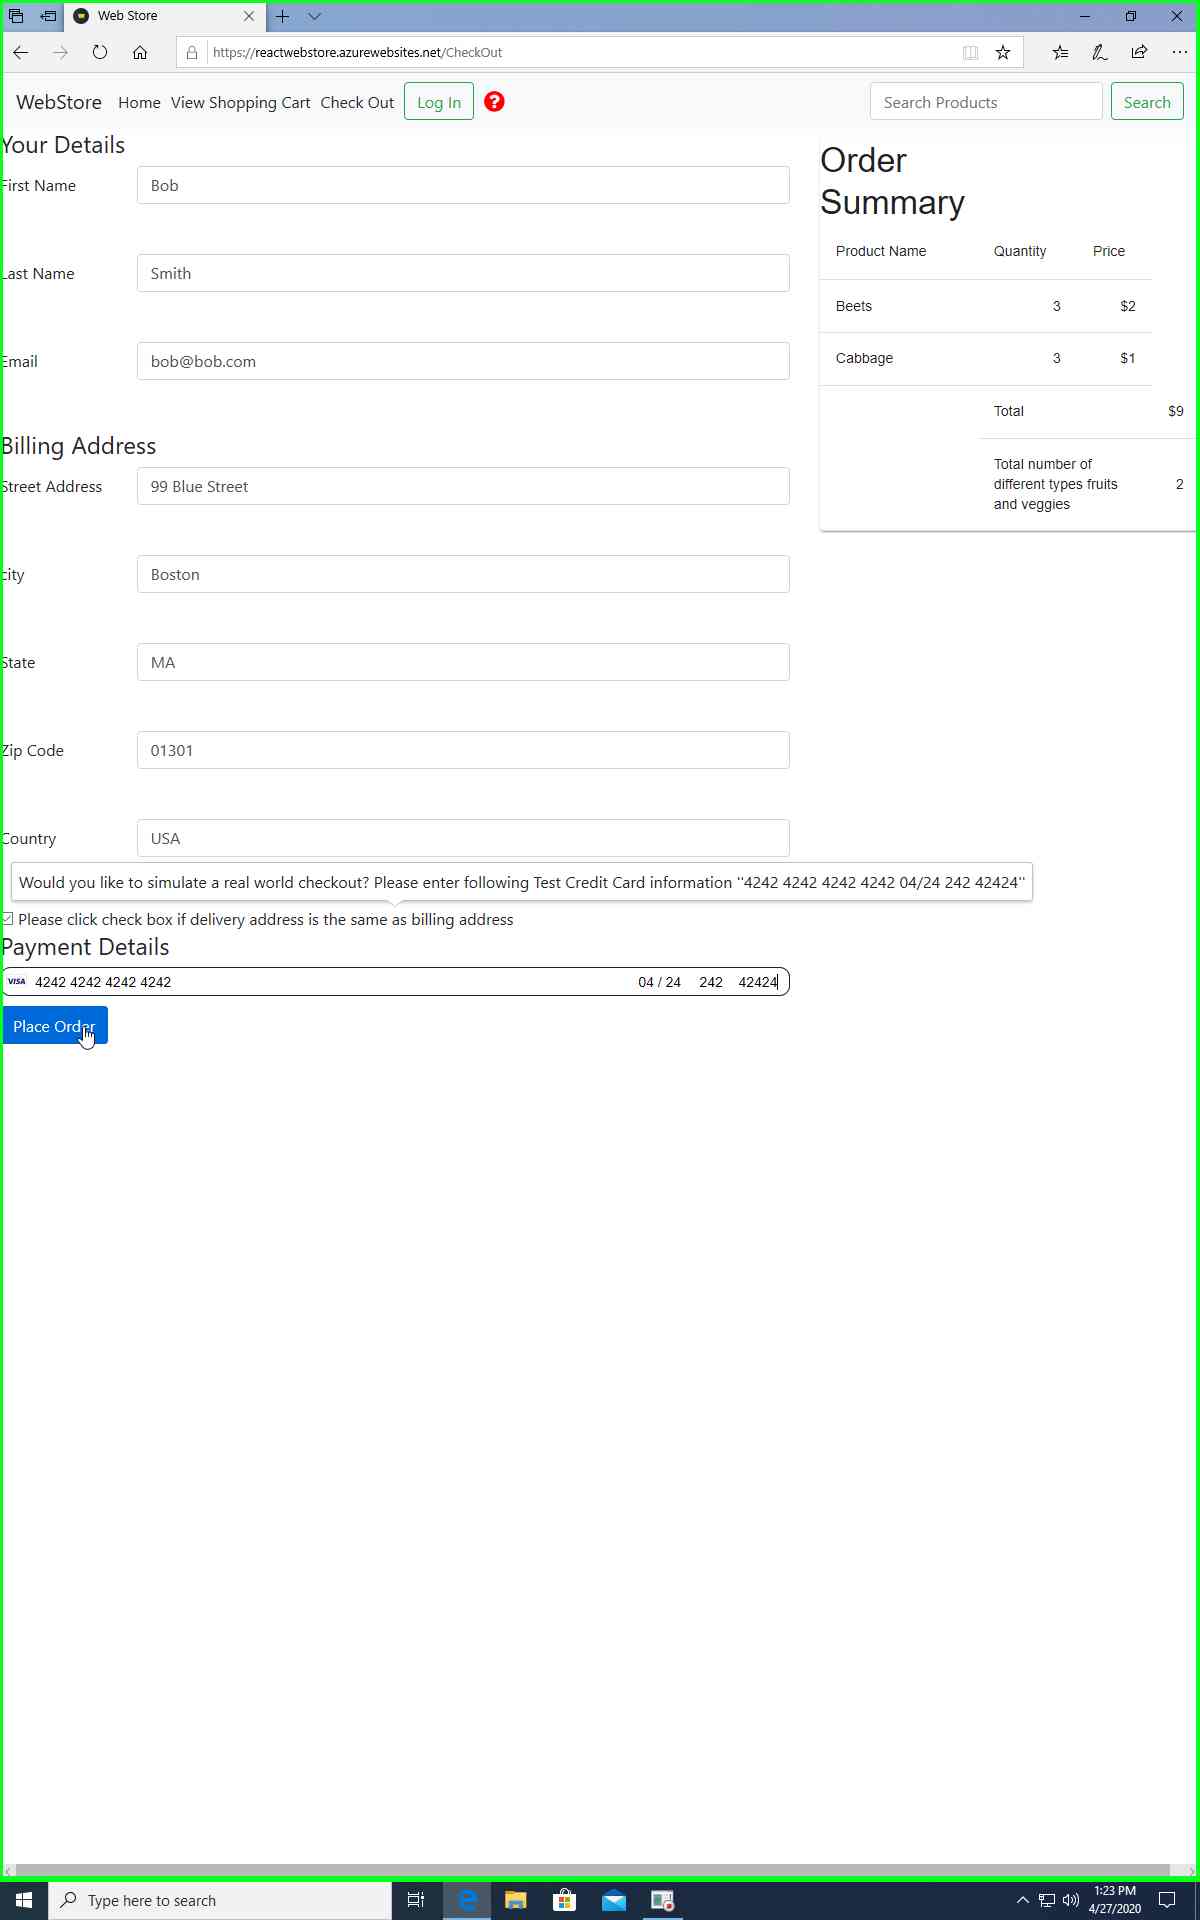 Web Store
https://reactwebstore.azurewebsites.net/CheckOut
WebStore Home View Shopping Cart Check Out Log In ? Search Products Search
Your Details
First Name Bob
Last Name Smith
Email bob@bob.com
Billing Address
Street Address 99 Blue Street
city Boston
State MA
Zip Code 01301
Country USA
Would you like to simulate a real world checkout? Please enter following Test Credit Card information "4242 4242 4242 4242 04/24 242 42424"
Please click check box if delivery address is the same as billing address
Payment Details
VISA 4242 4242 4242 4242 04 / 24 242 42424
Place Order
Order
Summary
Product Name Quantity Price
Beets 3 $2
Cabbage 3 $1
Total $9
Total number of
different types fruits
and veggies
2
Type here to search
1:23 PM
4/27/2020